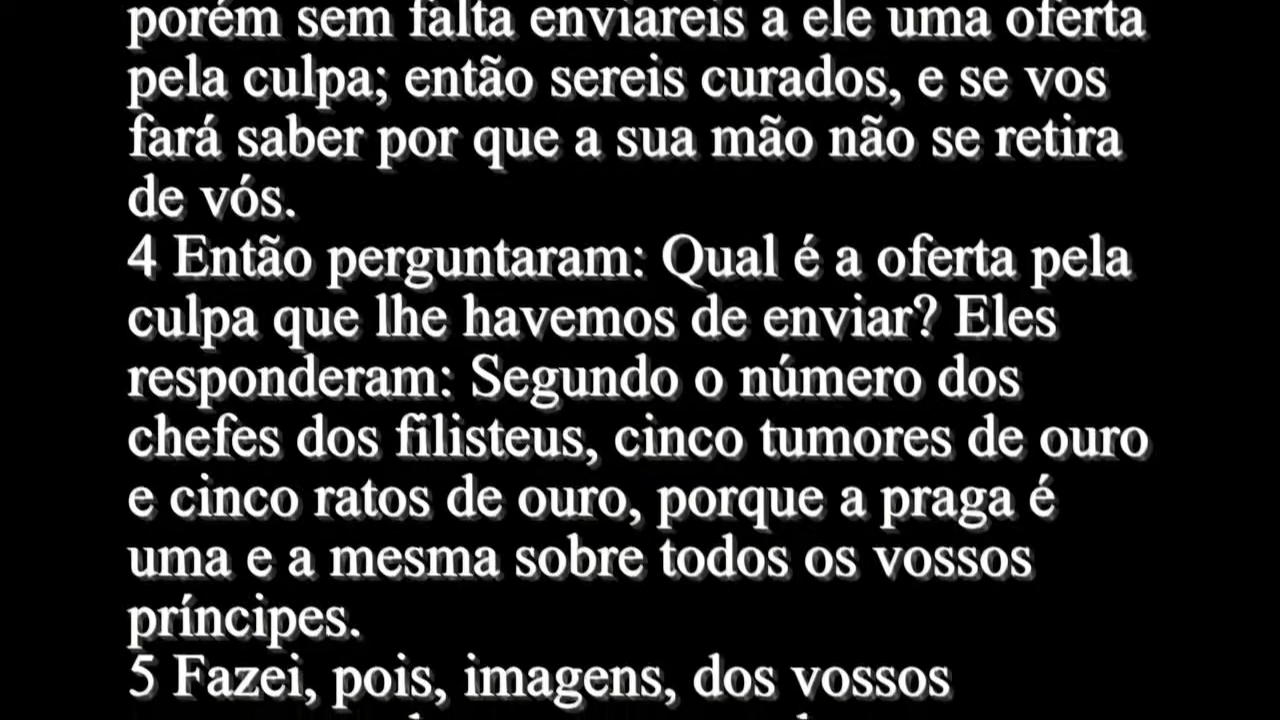 porém sem falta enviareis a ele uma oferta
pela culpa; então sereis curados, e se vos
fará saber por que a sua mão não se retira
de vós.
4 Então perguntaram: Qual é a oferta pela
culpa que lhe havemos de enviar? Eles
responderam: Segundo o número dos
chefes dos filisteus, cinco tumores de ouro
e cinco ratos de ouro, porque a praga é
uma e a mesma sobre todos os vossos
príncipes.
5 Fazei, pois, imagens, dos vossos